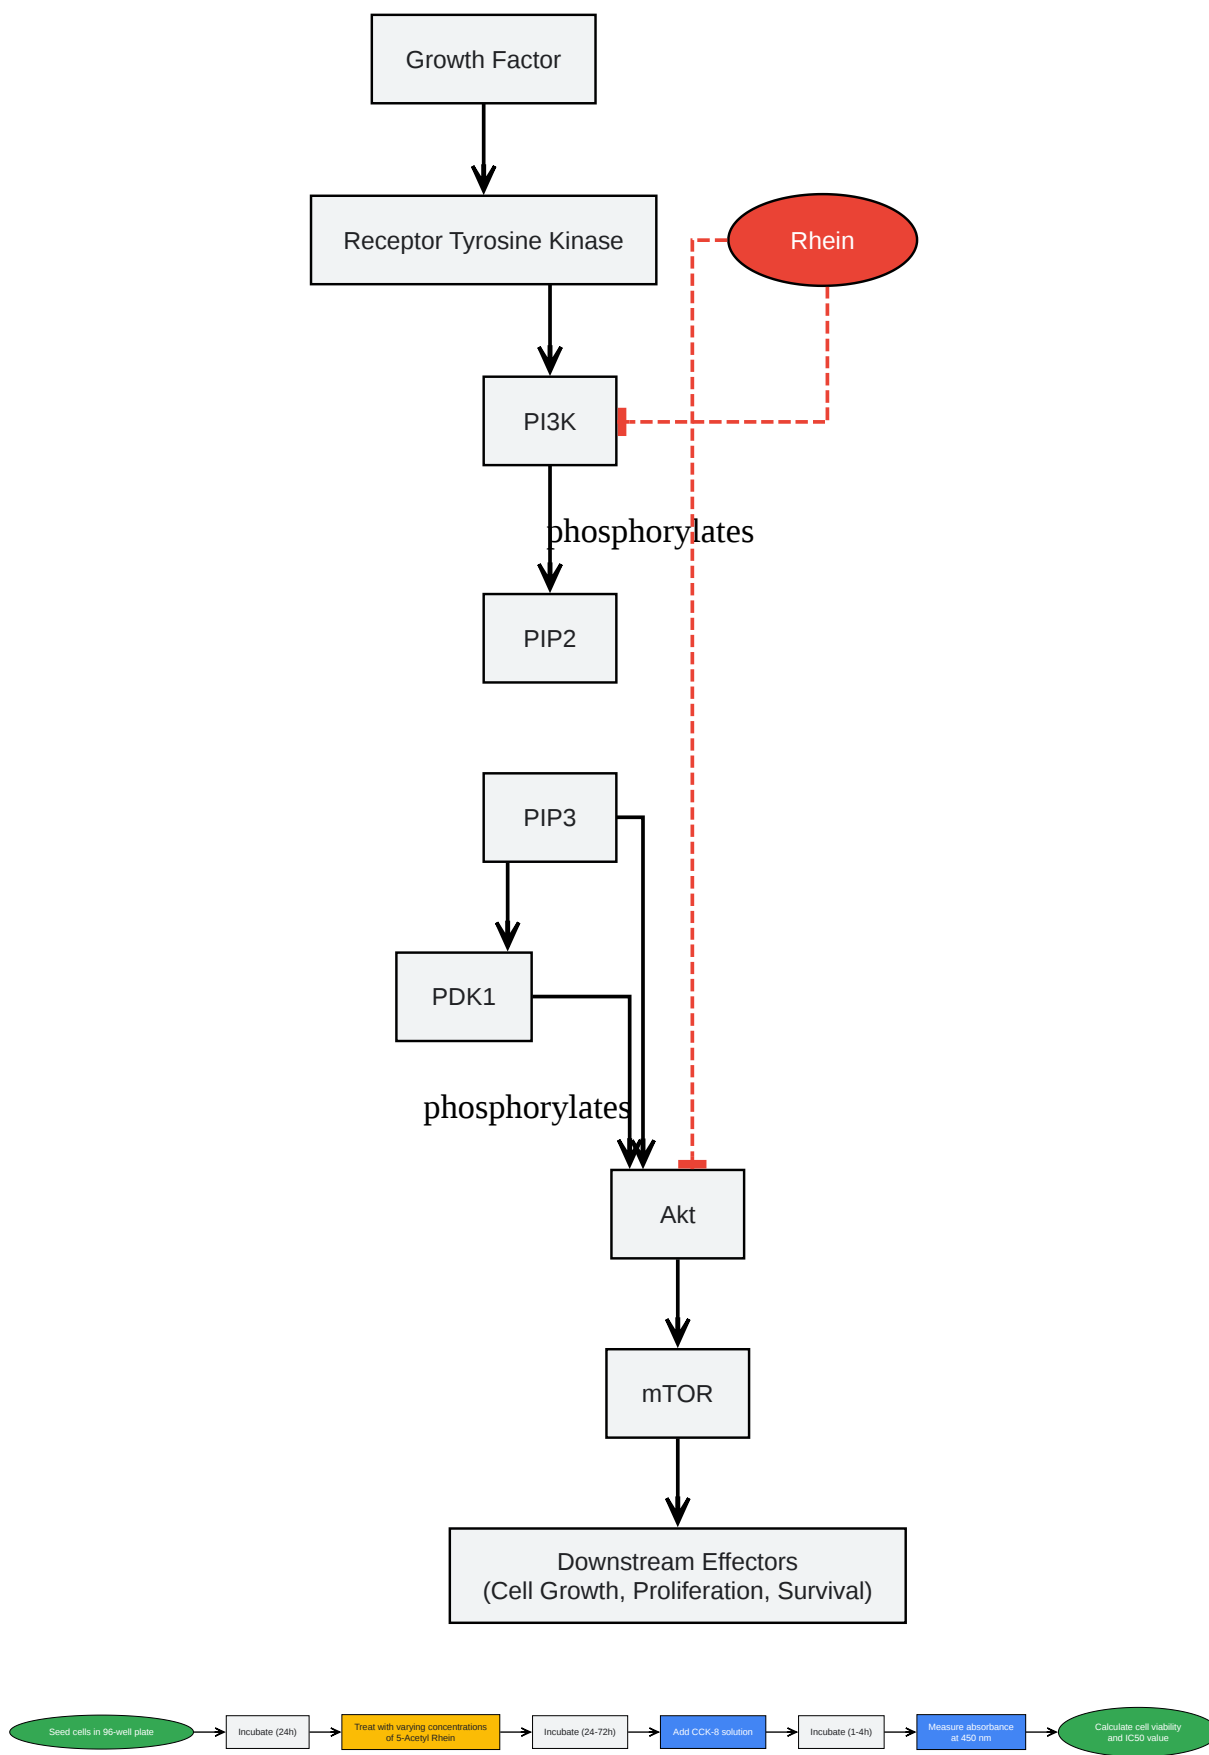 Growth Factor
Receptor Tyrosine Kinase
Rhein
PI3K
phosphorylates
PIP2
PIP3
PDK1
phosphorylates
Akt
mTOR
Downstream Effectors
(Cell Growth, Proliferation, Survival)
Seed cells in 96-well plate
Incubate (24h)
Treat with varying concentrations
of 5-Acetyl Rhein
Incubate (24-72h)
Add CCK-8 solution
Incubate (1-4h)
Measure absorbance
at 450 nm
Calculate cell viability
and IC50 value